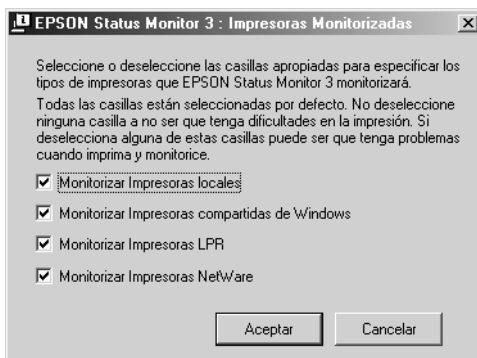 EPSON Status Monitor 3 : Impresoras Monitorizadas
Seleccione o deseleccione las casillas apropiadas para especificar los
tipos de impresoras que EPSON Status Monitor 3 monitorizará.
Todas las casillas están seleccionadas por defecto. No deseleccione
ninguna casilla a no ser que tenga dificultades en la impresión. Si
deselecciona alguna de estas casillas puede ser que tenga problemas
cuando imprima y monitorice.
Monitorizar Impresoras locales
Monitorizar Impresoras compartidas de Windows
Monitorizar Impresoras LPR
Monitorizar Impresoras NetWare
Aceptar
Cancelar